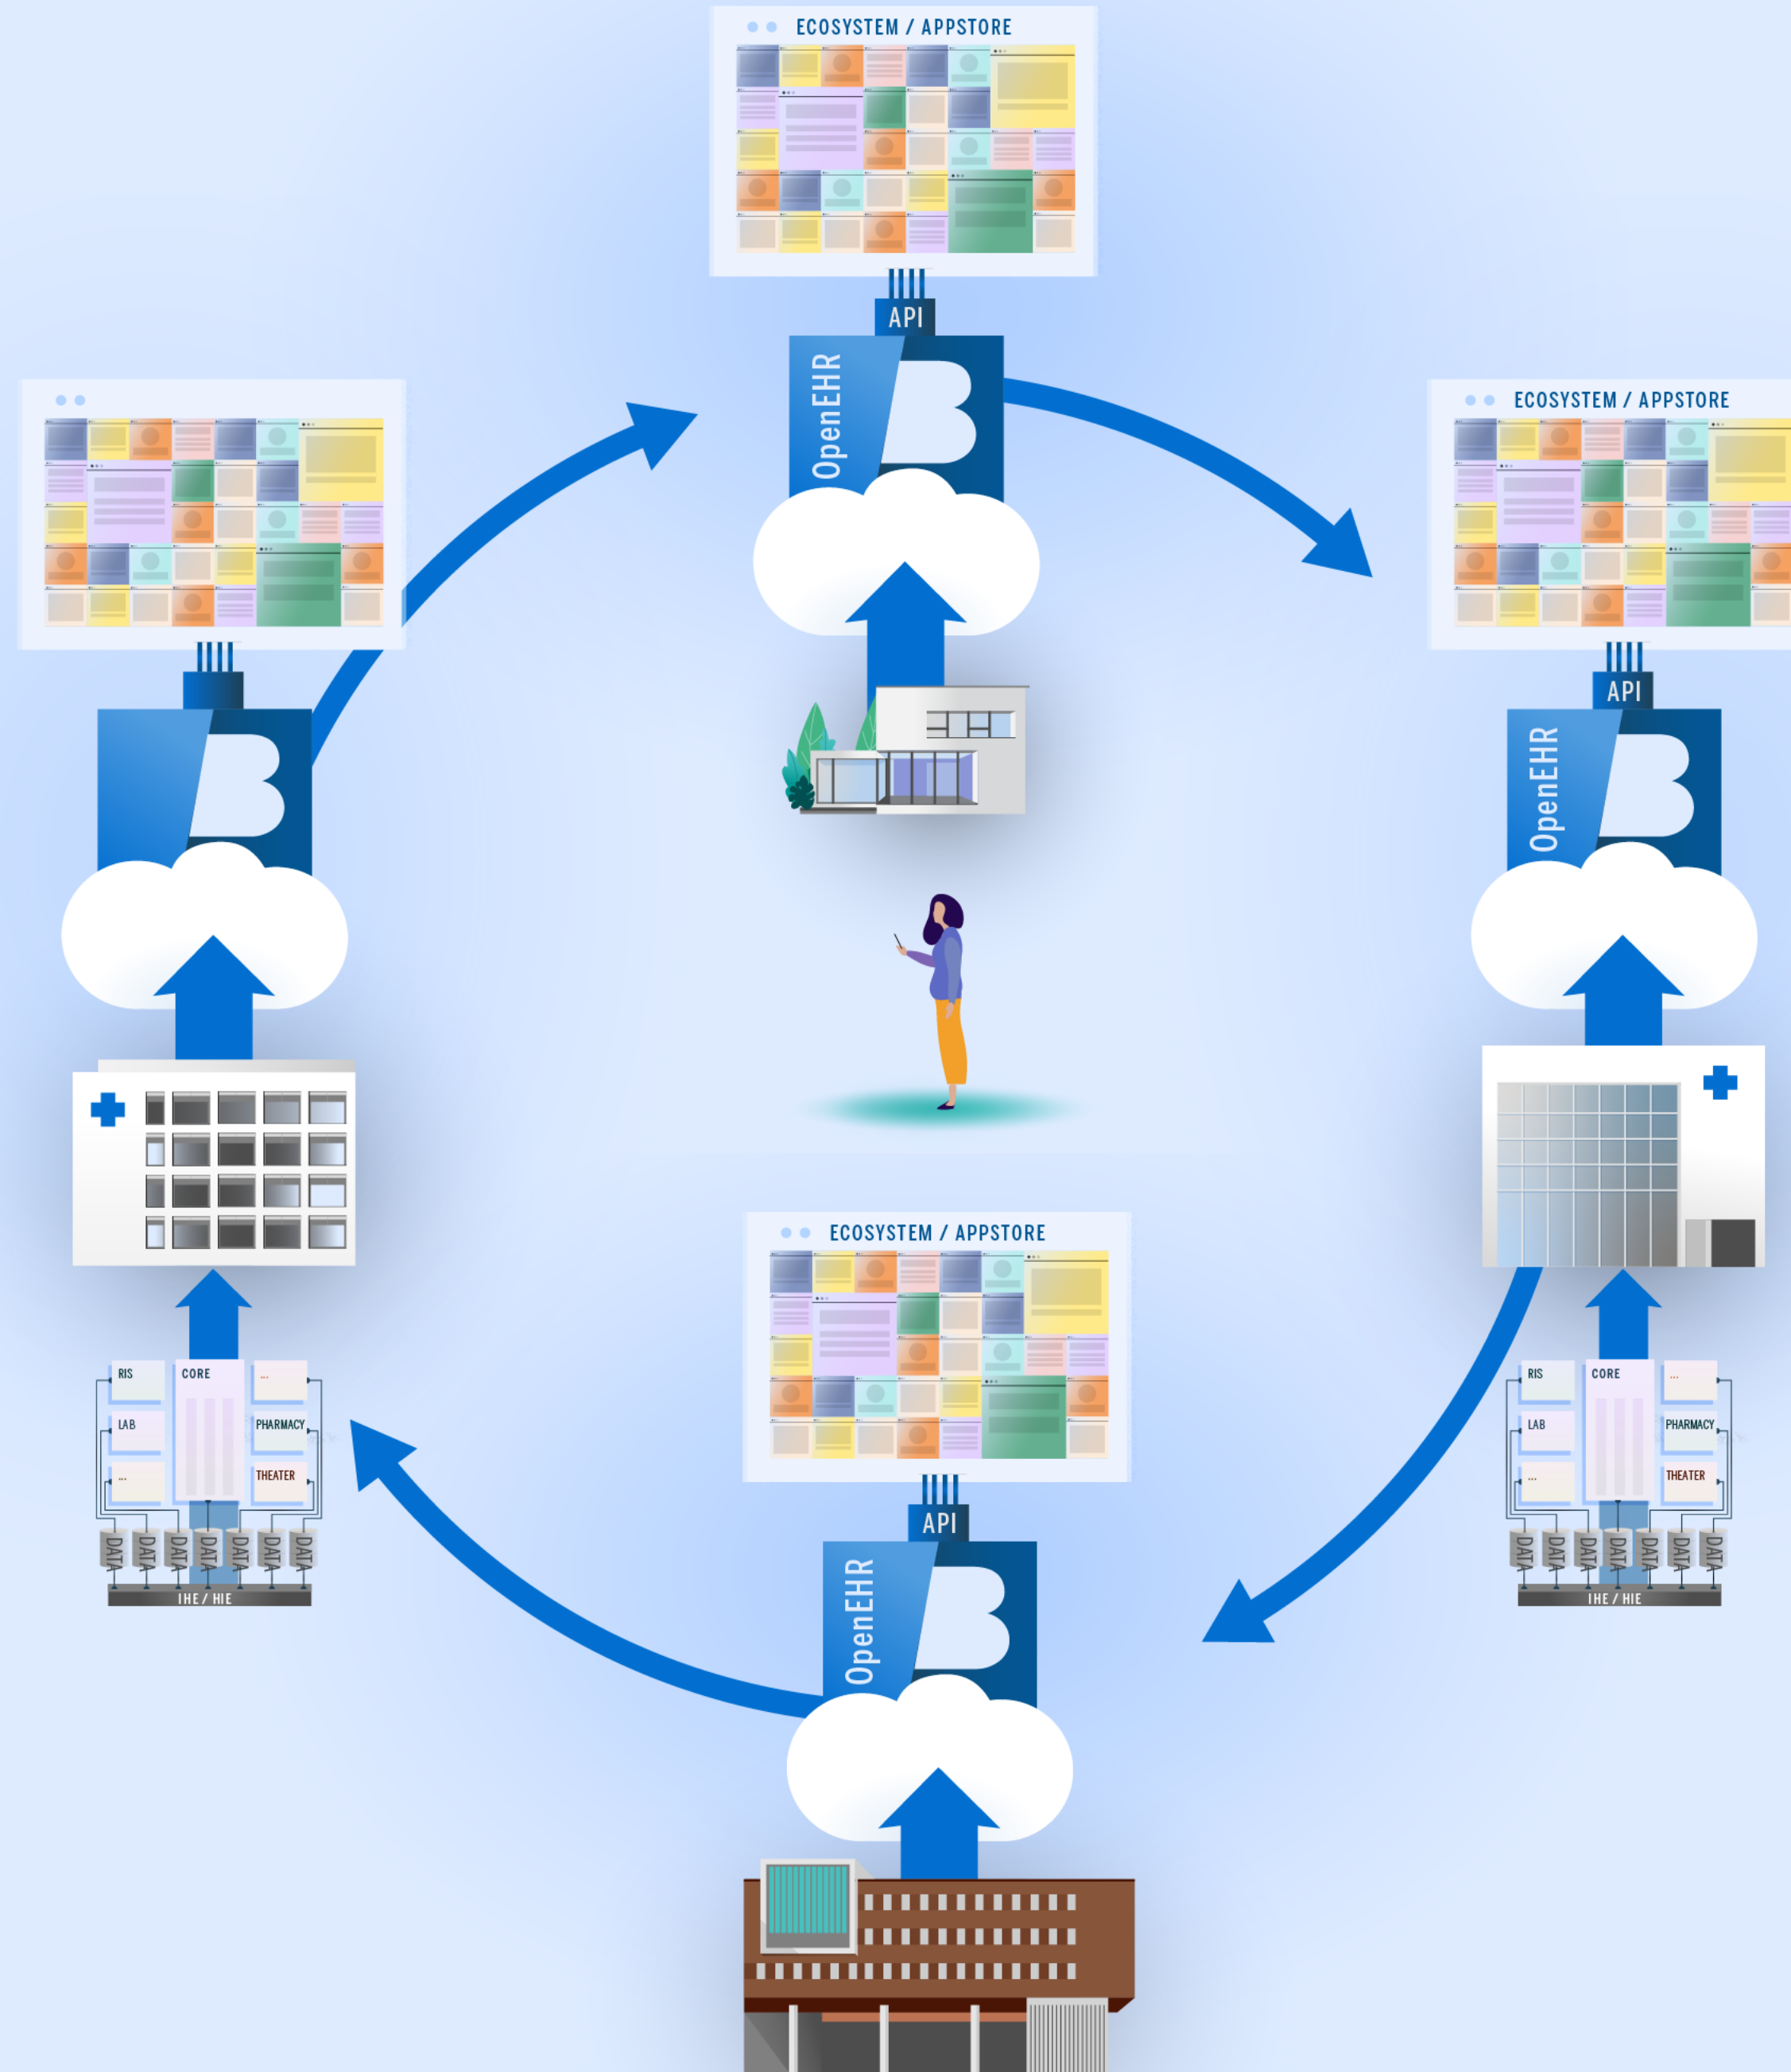 ECOSYSTEM / APPSTORE
API
OpenEHR
B
ECOSYSTEM / APPSTORE
API
OpenEHR
B
B
ECOSYSTEM / APPSTORE
API
OpenEHR
B
RIS
CORE
...
LAB
PHARMACY
...
THEATER
DATA DATA DATA DATA DATA DATA DATA
IHE / HIE
RIS
CORE
...
LAB
PHARMACY
...
THEATER
DATA DATA DATA DATA DATA DATA DATA
IHE / HIE